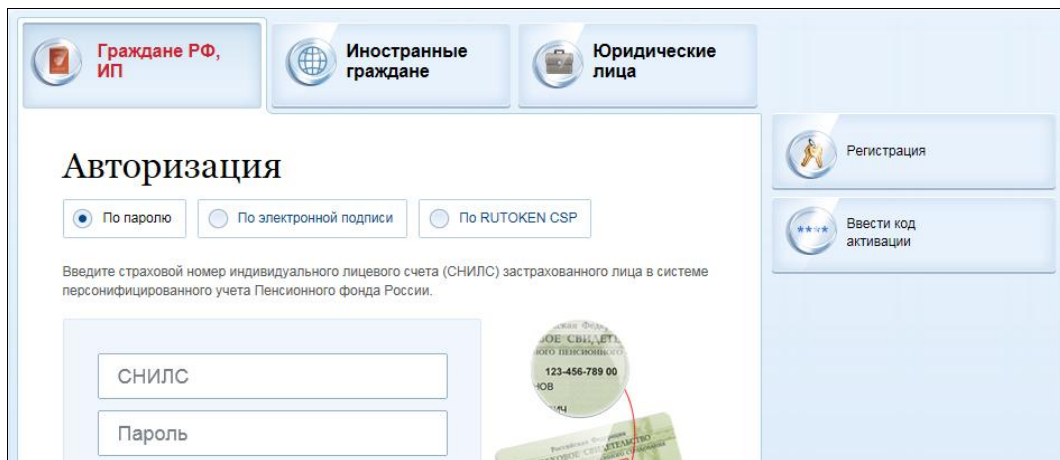 Граждане РФ,
ИП
Иностранные
граждане
Юридические
лица
Авторизация
По паролю
По электронной подписи
По RUTOKEN CSP
Введите страховой номер индивидуального лицевого счета (СНИЛС) застрахованного лица в системе
персонифицированного учета Пенсионного фонда России.
СНИЛС
Пароль
123-456-789 00
Российская Федерация
Регистрация
****
Ввести код
активации